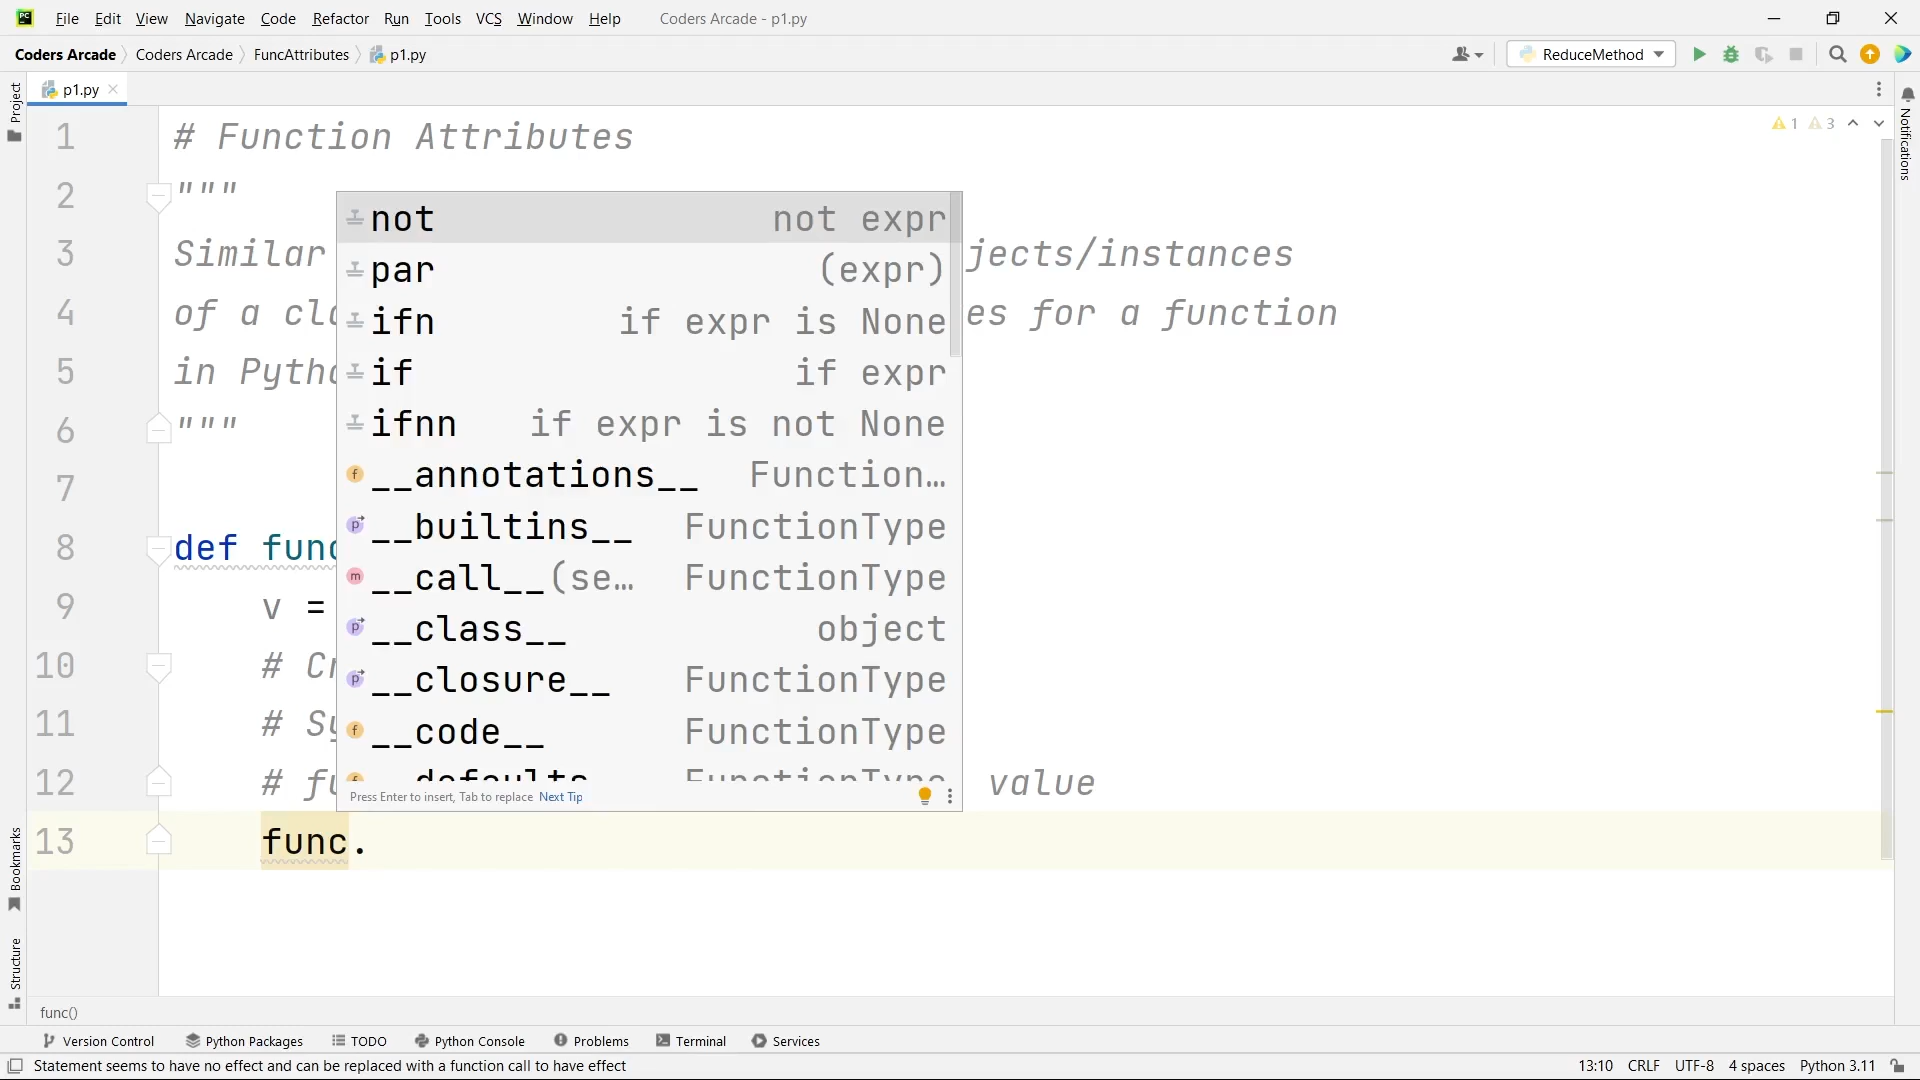 File Edit View Navigate Code Refactor Run Tools VCS Window Help Coders Arcade - p1.py
Coders Arcade Coders Arcade FuncAttributes p1.py ReduceMethod
Project
p1.py
Notifications
1 # Function Attributes
1 3
2 """
3 Similar jects/instances
4 of a cl es for a function
5 in Pyth
6 """
7
8 def func
9 v =
10 # Cr
11 # Sy
12 # fu value
13 func.
not not expr
par (expr)
ifn if expr is None
if if expr
ifnn if expr is not None
__annotations__ Function…
__builtins__ FunctionType
__call__(se… FunctionType
__class__ object
__closure__ FunctionType
__code__ FunctionType
__defaults__ FunctionType
Press Enter to insert, Tab to replace Next Tip
Bookmarks
Structure
func()
Version Control Python Packages TODO Python Console Problems Terminal Services
Statement seems to have no effect and can be replaced with a function call to have effect 13:10 CRLF UTF-8 4 spaces Python 3.11